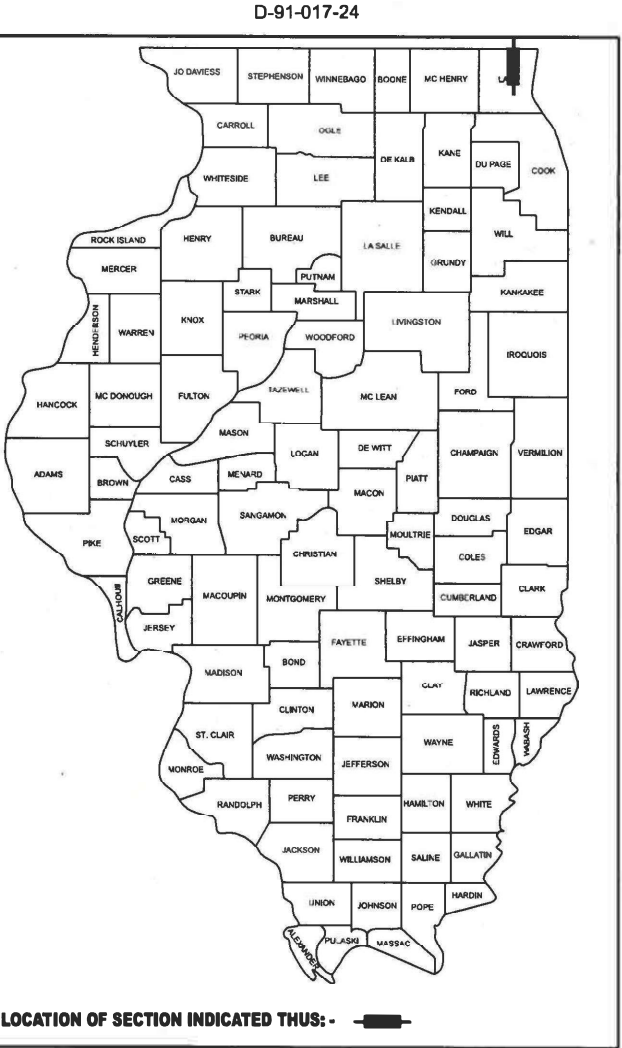 D-91-017-24
JO DAVIESS
STEPHENSON
WINNEBAGO
BOONE
MC HENRY
CARROLL
OGLE
DE KALB
KANE
DU PAGE
COOK
WHITESIDE
LEE
KENDALL
ROCK ISLAND
HENRY
BUREAU
LA SALLE
WILL
GRUNDY
MERCER
PUTNAM
STARK
MARSHALL
KANKAKEE
HENDERSON
WARREN
KNOX
PEORIA
WOODFORD
LIVINGSTON
IROQUOIS
HANCOCK
MC DONOUGH
FULTON
TAZEWELL
MC LEAN
FORD
MASON
SCHUYLER
LOGAN
DE WITT
CHAMPAIGN
VERMILION
ADAMS
BROWN
CASS
MENARD
PIATT
MACON
MORGAN
SANGAMON
DOUGLAS
EDGAR
PIKE
SCOTT
CHRISTIAN
MOULTRIE
COLES
SHELBY
CALHOUN
GREENE
MACOUPIN
MONTGOMERY
CUMBERLAND
CLARK
JERSEY
FAYETTE
EFFINGHAM
JASPER
CRAWFORD
MADISON
BOND
CLAY
RICHLAND
LAWRENCE
CLINTON
MARION
ST. CLAIR
WAYNE
EDWARDS
WABASH
WASHINGTON
JEFFERSON
MONROE
RANDOLPH
PERRY
HAMILTON
WHITE
FRANKLIN
JACKSON
WILLIAMSON
SALINE
GALLATIN
UNION
JOHNSON
POPE
HARDIN
ALEXANDER
PULASKI
MASSAC
LOCATION OF SECTION INDICATED THUS: -